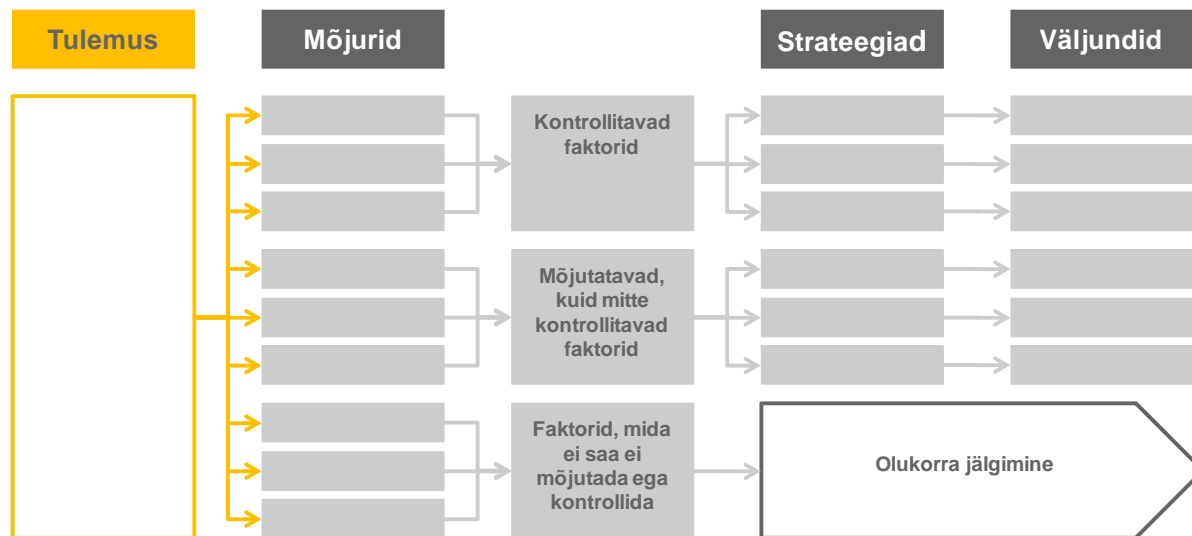 Tulemus
Mõjurid
Strateegiad
Väljundid
Kontrollitavad
faktorid
Mõjutatavad,
kuid mitte
kontrollitavad
faktorid
Faktorid, mida
ei saa ei
mõjutada ega
kontrollida
Olukorra jälgimine